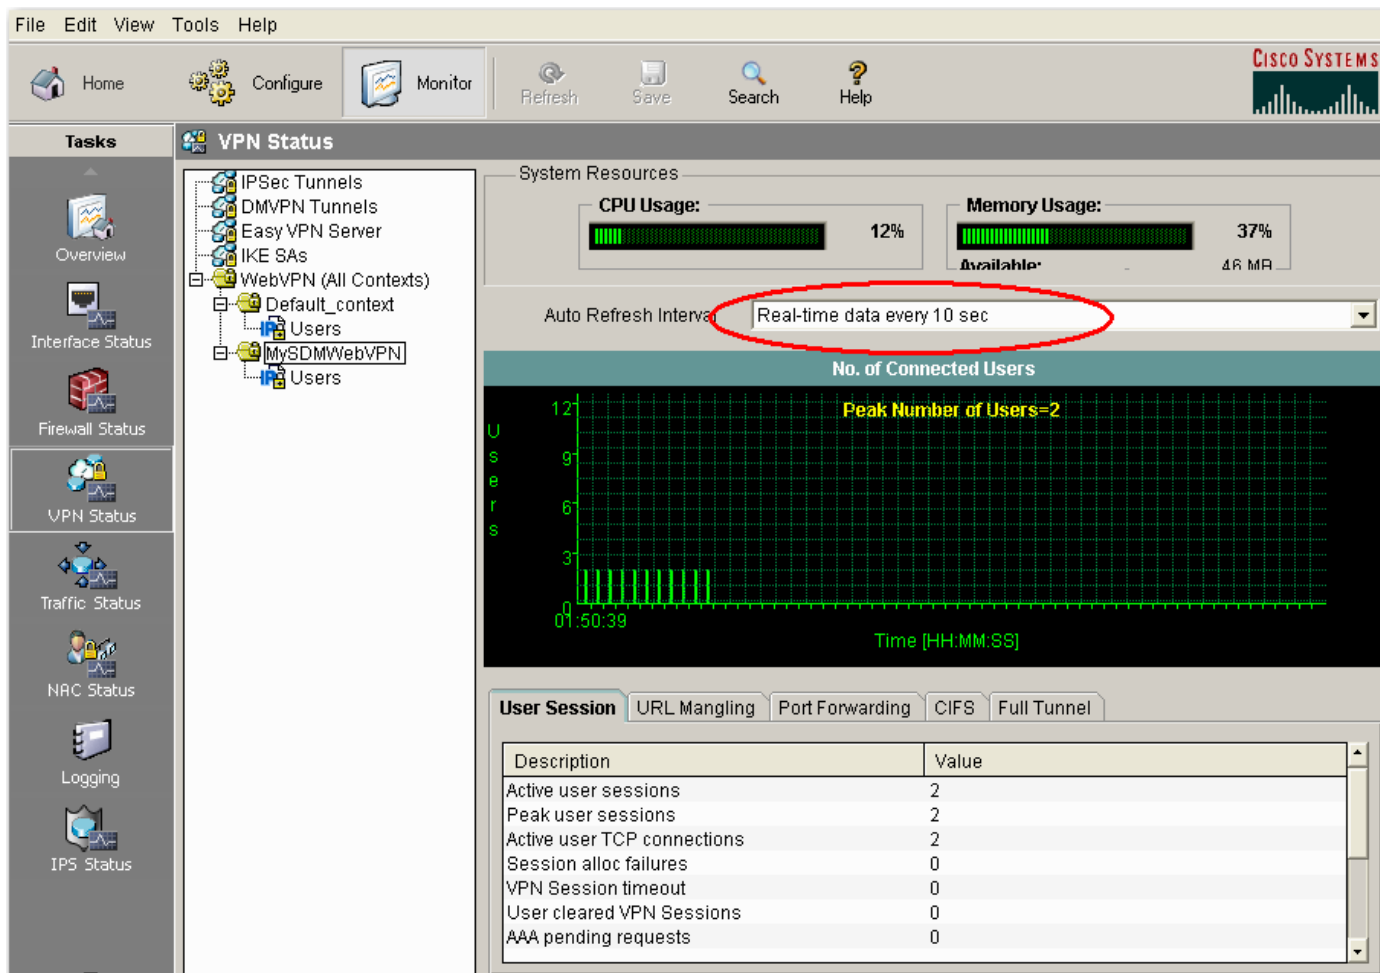 File Edit View Tools Help
Home Configure Monitor Refresh Save Search Help
CISCO SYSTEMS
Tasks
VPN Status
Overview
Interface Status
Firewall Status
VPN Status
Traffic Status
NAC Status
Logging
IPS Status
IPSec Tunnels
DMVPN Tunnels
Easy VPN Server
IKE SAs
WebVPN (All Contexts)
Default_context
Users
MySDMWebVPN
Users
System Resources
CPU Usage:
12%
Memory Usage:
37%
Available:
46 MB
Auto Refresh Interval
Real-time data every 10 sec
No. of Connected Users
Peak Number of Users=2
Users
12
9
6
3
0
01:50:39
Time [HH:MM:SS]
User Session URL Mangling Port Forwarding CIFS Full Tunnel
Description Value
Active user sessions 2
Peak user sessions 2
Active user TCP connections 2
Session alloc failures 0
VPN Session timeout 0
User cleared VPN Sessions 0
AAA pending requests 0